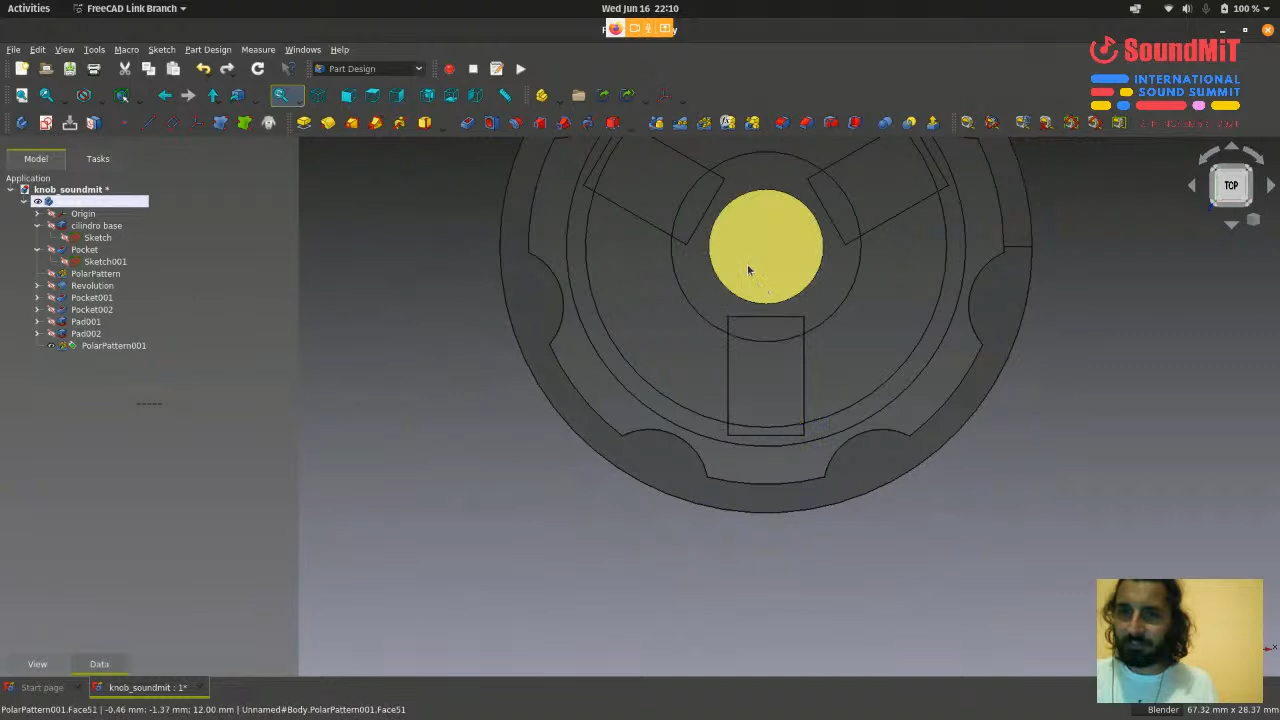 Activities
FreeCAD Link Branch
Wed Jun 16 22:10
100 %
File Edit View Tools Macro Sketch Part Design Measure Windows Help
Part Design
SoundMiT
INTERNATIONAL
SOUND SUMMIT
Model Tasks
Application
knob_soundmit *
Origin
cilindro base
Sketch
Pocket
Sketch001
PolarPattern
Revolution
Pocket001
Pocket002
Pad001
Pad002
PolarPattern001
TOP
View Data
Start page knob_soundmit : 1*
PolarPattern001.Face51 | -0.46 mm; -1.37 mm; 12.00 mm | Unnamed#Body.PolarPattern001.Face51
Blender 67.32 mm x 28.37 mm